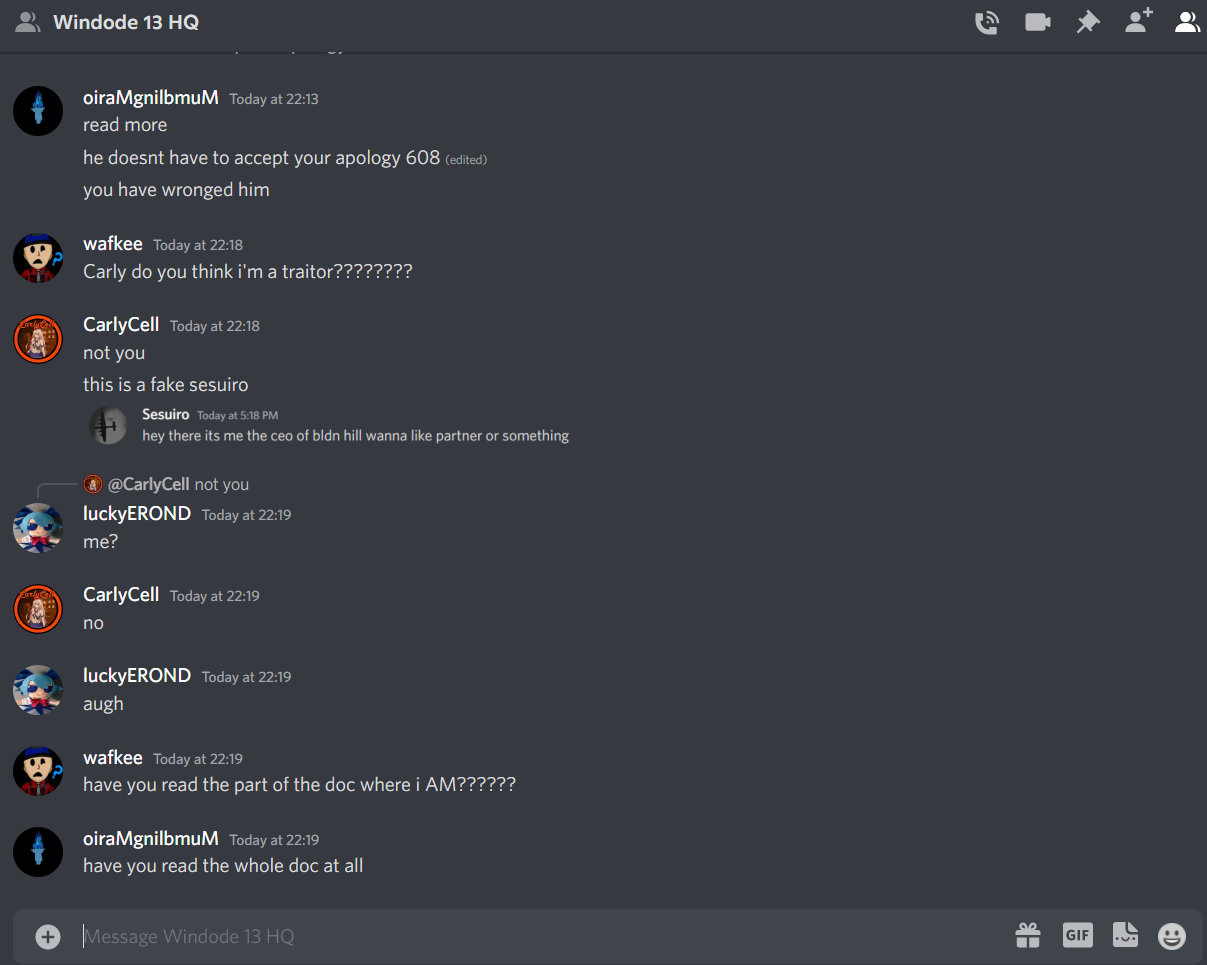 Windode 13 HQ
oiraMgnilbmuM Today at 22:13
read more
he doesnt have to accept your apology 608 (edited)
you have wronged him
wafkee Today at 22:18
Carly do you think i'm a traitor????????
CarlyCell Today at 22:18
not you
this is a fake sesuiro
Sesuiro Today at 5:18 PM
hey there its me the ceo of bldn hill wanna like partner or something
@CarlyCell not you
luckyEROND Today at 22:19
me?
CarlyCell Today at 22:19
no
luckyEROND Today at 22:19
augh
wafkee Today at 22:19
have you read the part of the doc where i AM??????
oiraMgnilbmuM Today at 22:19
have you read the whole doc at all
Message Windode 13 HQ
GIF